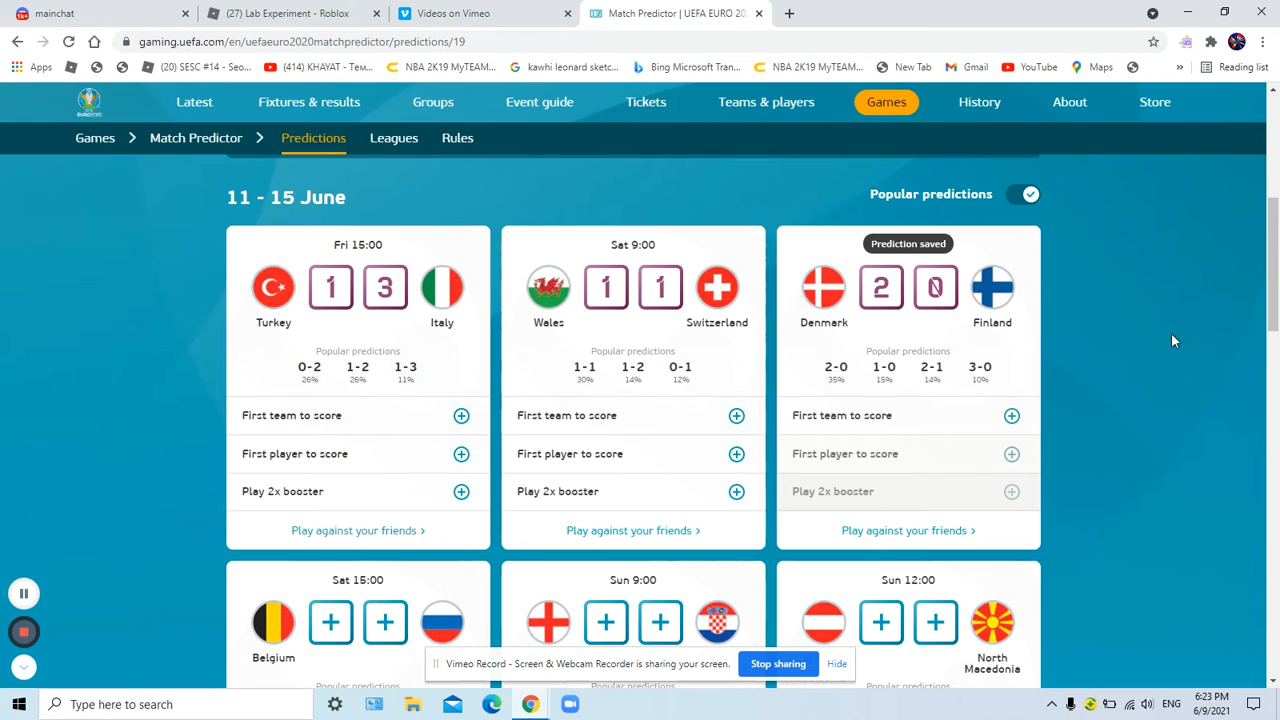 mainchat
(27) Lab Experiment - Roblox
Videos on Vimeo
Match Predictor | UEFA EURO 202
gaming.uefa.com/en/uefaeuro2020matchpredictor/predictions/19
Apps
(20) SESC #14 - Seo...
(414) KHAYAT - Тем...
NBA 2K19 MyTEAM...
kawhi leonard sketc...
Bing Microsoft Tran...
NBA 2K19 MyTEAM...
New Tab
Gmail
YouTube
Maps
»
Reading list
Latest
Fixtures & results
Groups
Event guide
Tickets
Teams & players
Games
History
About
Store
Games > Match Predictor > Predictions Leagues Rules
11 - 15 June
Popular predictions
Fri 15:00
1 3
Turkey Italy
Popular predictions
0-2 1-2 1-3
26% 26% 11%
First team to score
First player to score
Play 2x booster
Play against your friends >
Sat 9:00
1 1
Wales Switzerland
Popular predictions
1-1 1-2 0-1
30% 14% 12%
First team to score
First player to score
Play 2x booster
Play against your friends >
Prediction saved
2 0
Denmark Finland
Popular predictions
2-0 1-0 2-1 3-0
35% 15% 14% 10%
First team to score
First player to score
Play 2x booster
Play against your friends >
Sat 15:00
Belgium
Sun 9:00
Sun 12:00
North
Macedonia
Vimeo Record - Screen & Webcam Recorder is sharing your screen.
Stop sharing
Hide
Type here to search
ENG
6:23 PM
6/9/2021